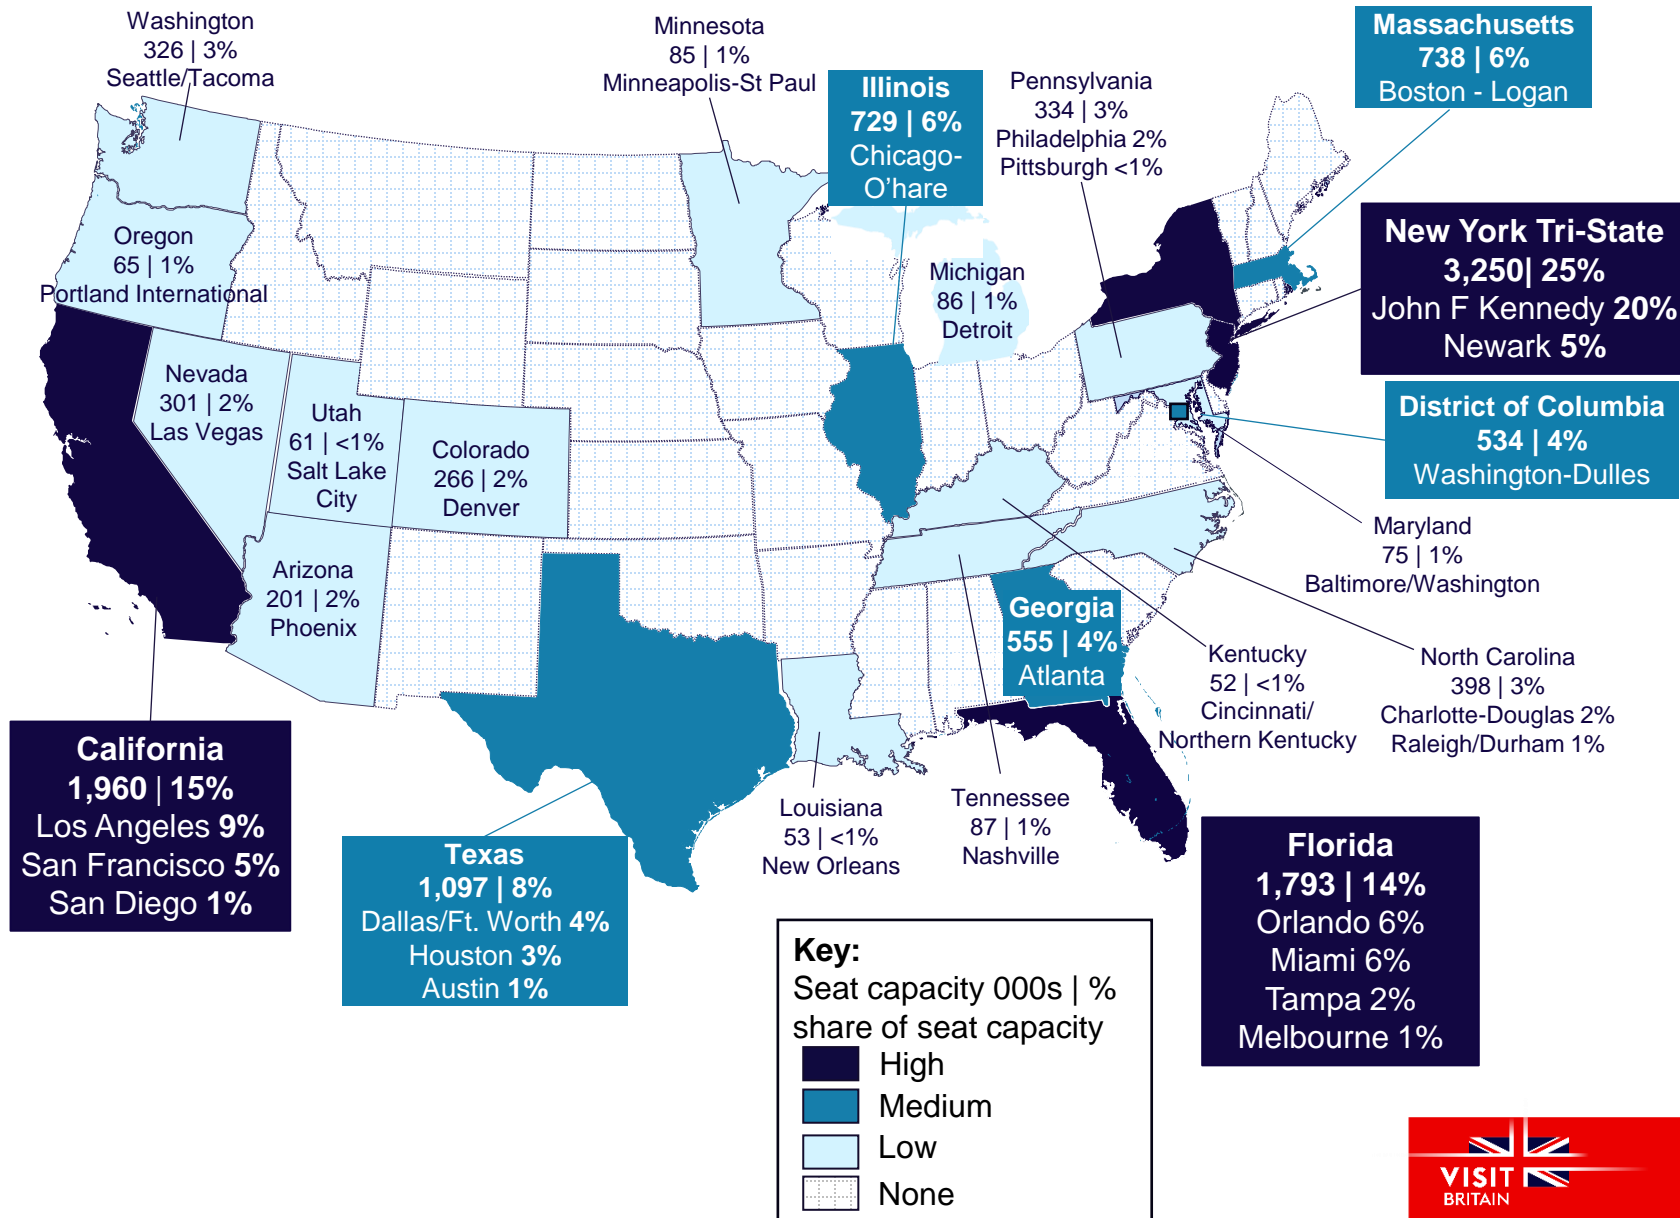 Washington
326 | 3%
Seattle/Tacoma
Minnesota
85 | 1%
Minneapolis-St Paul
Illinois
729 | 6%
Chicago-
O'hare
Pennsylvania
334 | 3%
Philadelphia 2%
Pittsburgh <1%
Massachusetts
738 | 6%
Boston - Logan
New York Tri-State
3,250| 25%
John F Kennedy 20%
Newark 5%
Oregon
65 | 1%
Portland International
Michigan
86 | 1%
Detroit
Nevada
301 | 2%
Las Vegas
Utah
61 | <1%
Salt Lake
City
Colorado
266 | 2%
Denver
District of Columbia
534 | 4%
Washington-Dulles
Maryland
75 | 1%
Baltimore/Washington
Arizona
201 | 2%
Phoenix
Georgia
555 | 4%
Atlanta
Kentucky
52 | <1%
Cincinnati/
Northern Kentucky
North Carolina
398 | 3%
Charlotte-Douglas 2%
Raleigh/Durham 1%
California
1,960 | 15%
Los Angeles 9%
San Francisco 5%
San Diego 1%
Texas
1,097 | 8%
Dallas/Ft. Worth 4%
Houston 3%
Austin 1%
Louisiana
53 | <1%
New Orleans
Tennessee
87 | 1%
Nashville
Florida
1,793 | 14%
Orlando 6%
Miami 6%
Tampa 2%
Melbourne 1%
Key:
Seat capacity 000s | %
share of seat capacity
High
Medium
Low
None
VISIT
BRITAIN